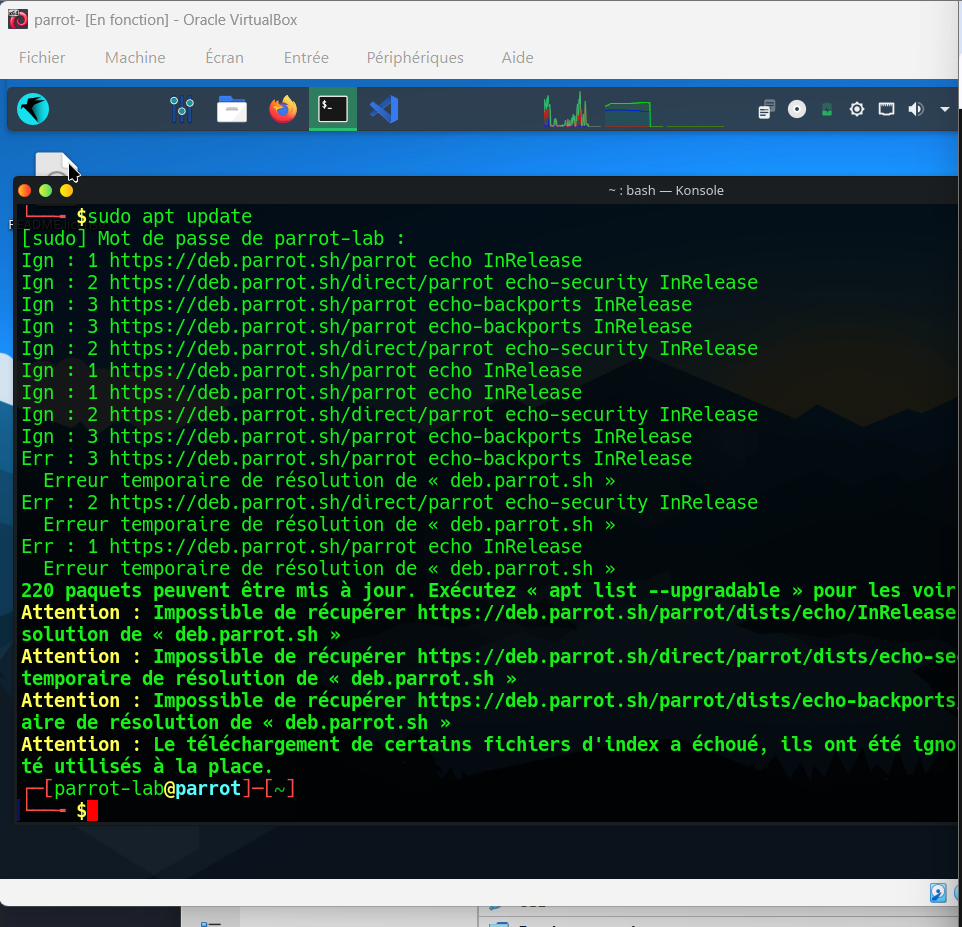 parrot- [En fonction] - Oracle VirtualBox
Fichier Machine Écran Entrée Périphériques Aide
~ : bash — Konsole
$sudo apt update
[sudo] Mot de passe de parrot-lab :
Ign : 1 https://deb.parrot.sh/parrot echo InRelease
Ign : 2 https://deb.parrot.sh/direct/parrot echo-security InRelease
Ign : 3 https://deb.parrot.sh/parrot echo-backports InRelease
Ign : 3 https://deb.parrot.sh/parrot echo-backports InRelease
Ign : 2 https://deb.parrot.sh/direct/parrot echo-security InRelease
Ign : 1 https://deb.parrot.sh/parrot echo InRelease
Ign : 1 https://deb.parrot.sh/parrot echo InRelease
Ign : 2 https://deb.parrot.sh/direct/parrot echo-security InRelease
Ign : 3 https://deb.parrot.sh/parrot echo-backports InRelease
Err : 3 https://deb.parrot.sh/parrot echo-backports InRelease
Erreur temporaire de résolution de « deb.parrot.sh »
Err : 2 https://deb.parrot.sh/direct/parrot echo-security InRelease
Erreur temporaire de résolution de « deb.parrot.sh »
Err : 1 https://deb.parrot.sh/parrot echo InRelease
Erreur temporaire de résolution de « deb.parrot.sh »
220 paquets peuvent être mis à jour. Exécutez « apt list --upgradable » pour les voir
Attention : Impossible de récupérer https://deb.parrot.sh/parrot/dists/echo/InRelease
solution de « deb.parrot.sh »
Attention : Impossible de récupérer https://deb.parrot.sh/direct/parrot/dists/echo-se
temporaire de résolution de « deb.parrot.sh »
Attention : Impossible de récupérer https://deb.parrot.sh/parrot/dists/echo-backports
aire de résolution de « deb.parrot.sh »
Attention : Le téléchargement de certains fichiers d'index a échoué, ils ont été igno
té utilisés à la place.
┌─[parrot-lab@parrot]─[~]
└──╼ $